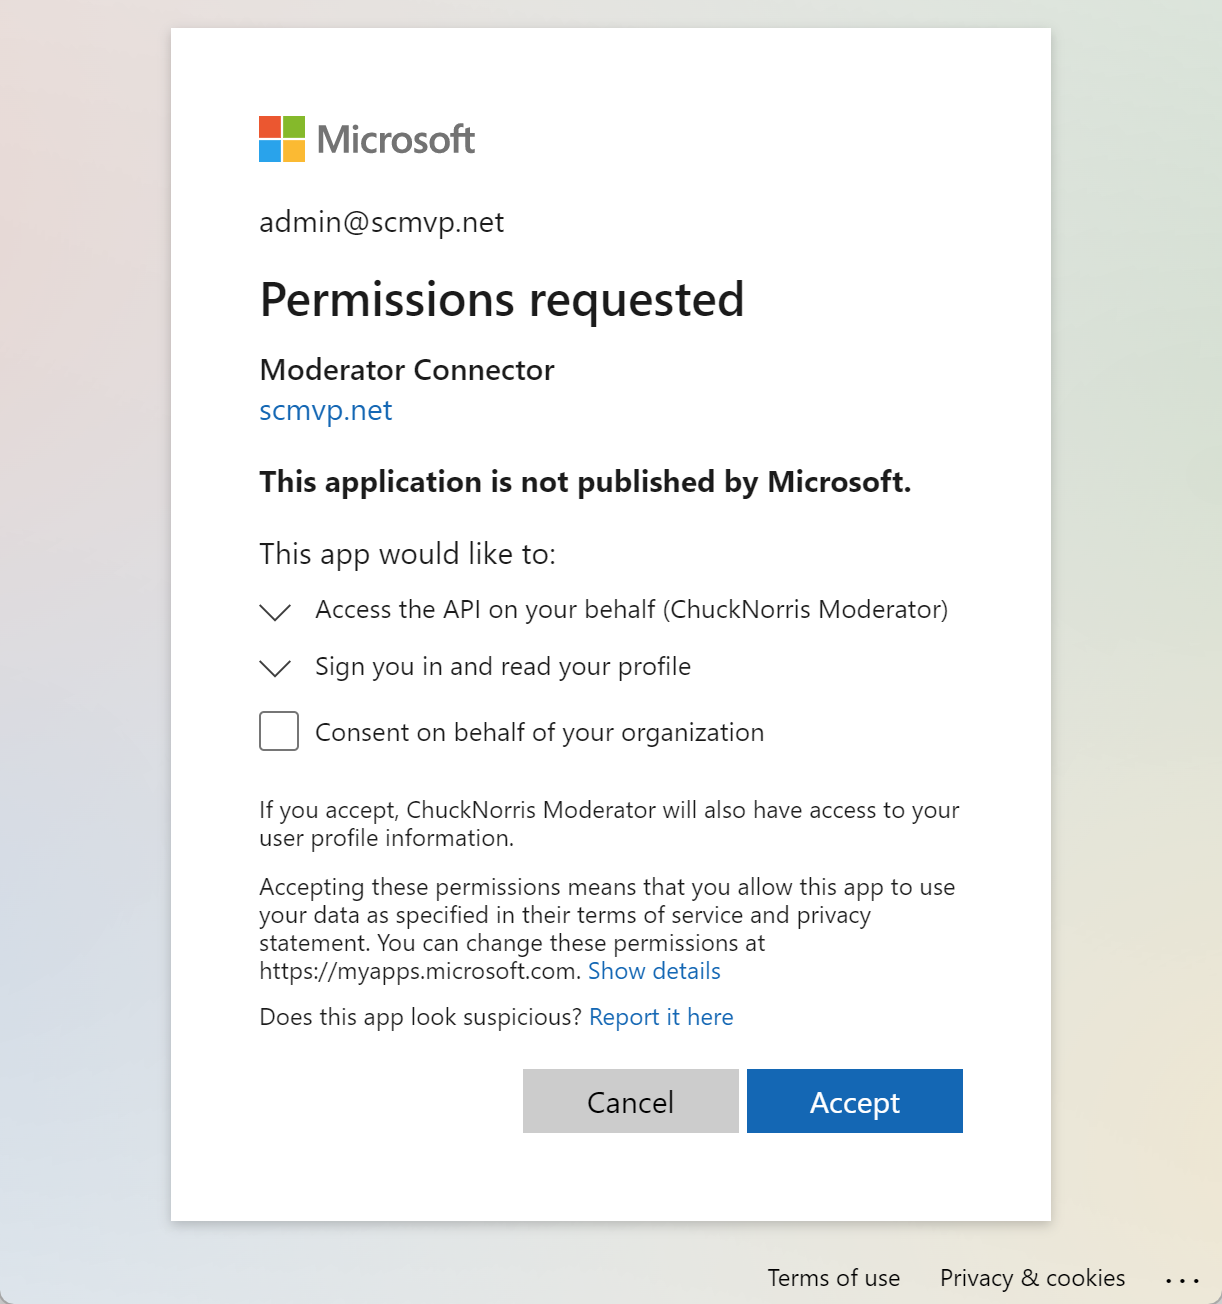 Microsoft
admin@scmvp.net
Permissions requested
Moderator Connector
scmvp.net
This application is not published by Microsoft.
This app would like to:
Access the API on your behalf (ChuckNorris Moderator)
Sign you in and read your profile
Consent on behalf of your organization
If you accept, ChuckNorris Moderator will also have access to your
user profile information.
Accepting these permissions means that you allow this app to use
your data as specified in their terms of service and privacy
statement. You can change these permissions at
https://myapps.microsoft.com. Show details
Does this app look suspicious? Report it here
Cancel Accept
Terms of use Privacy & cookies ...